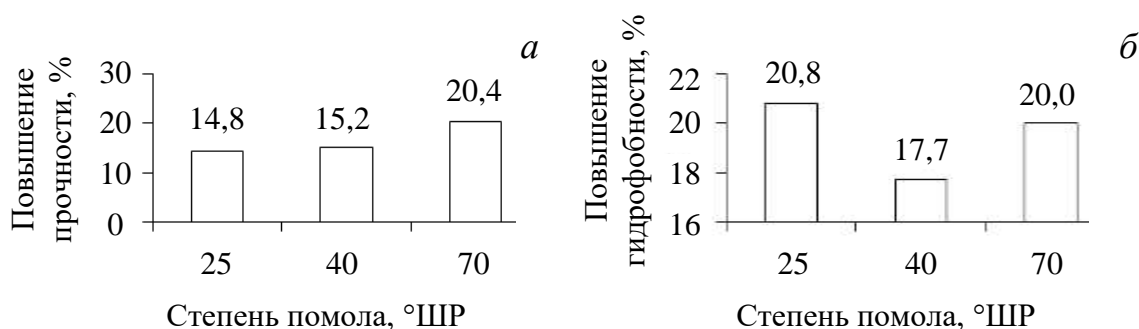 а
Повышение
прочности, %
30
20
10
0
14,8
15,2
20,4
25
40
70
Степень помола, °ШР
б
Повышение
гидрофобности, %
22
20
18
16
20,8
17,7
20,0
25
40
70
Степень помола, °ШР